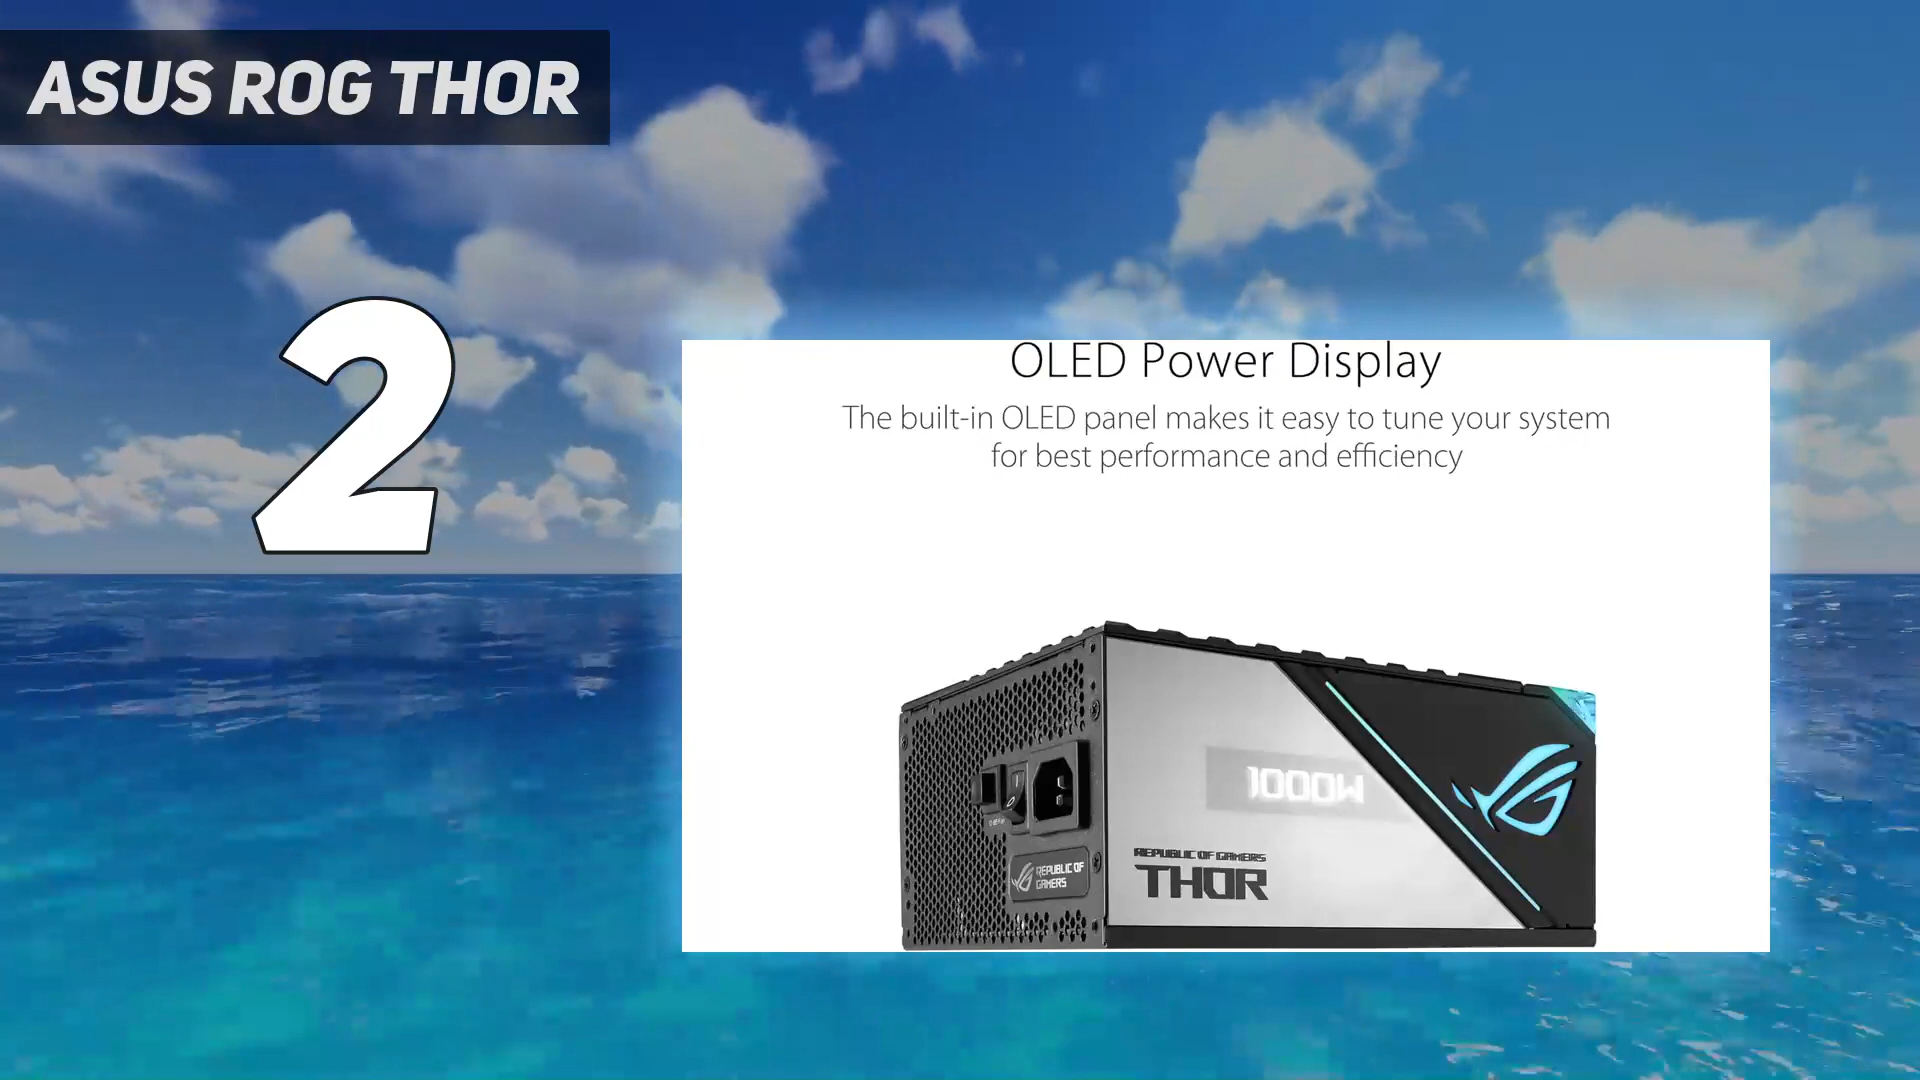 ASUS ROG THOR
2
OLED Power Display
The built-in OLED panel makes it easy to tune your system
for best performance and efficiency
1000W
REPUBLIC OF GAMERS
THOR
REPUBLIC OF
GAMERS